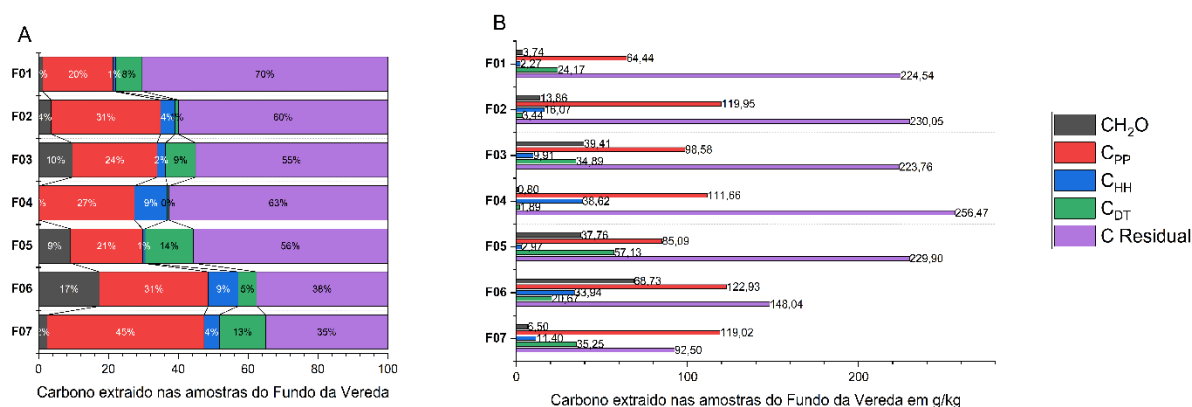 A
F01 % 20% 1% 8% 70%
F02 4% 31% 4% % 60%
F03 10% 24% 2% 9% 55%
F04 % 27% 9% 0% 63%
F05 9% 21% 1% 14% 56%
F06 17% 31% 9% 5% 38%
F07 2% 45% 4% 13% 35%
0 20 40 60 80 100
Carbono extraido nas amostras do Fundo da Vereda
B
F01
3,74
64,44
2,27
24,17
224,54
F02
13,86
119,95
16,07
3,44
230,05
F03
39,41
98,58
9,91
34,89
223,76
F04
0,80
111,66
38,62
1,89
256,47
F05
37,76
85,09
2,97
57,13
229,90
F06
68,73
122,93
33,94
20,67
148,04
F07
6,50
119,02
11,40
35,25
92,50
0 100 200
Carbono extraido nas amostras do Fundo da Vereda em g/kg
CH₂O
C_PP
C_HH
C_DT
C Residual